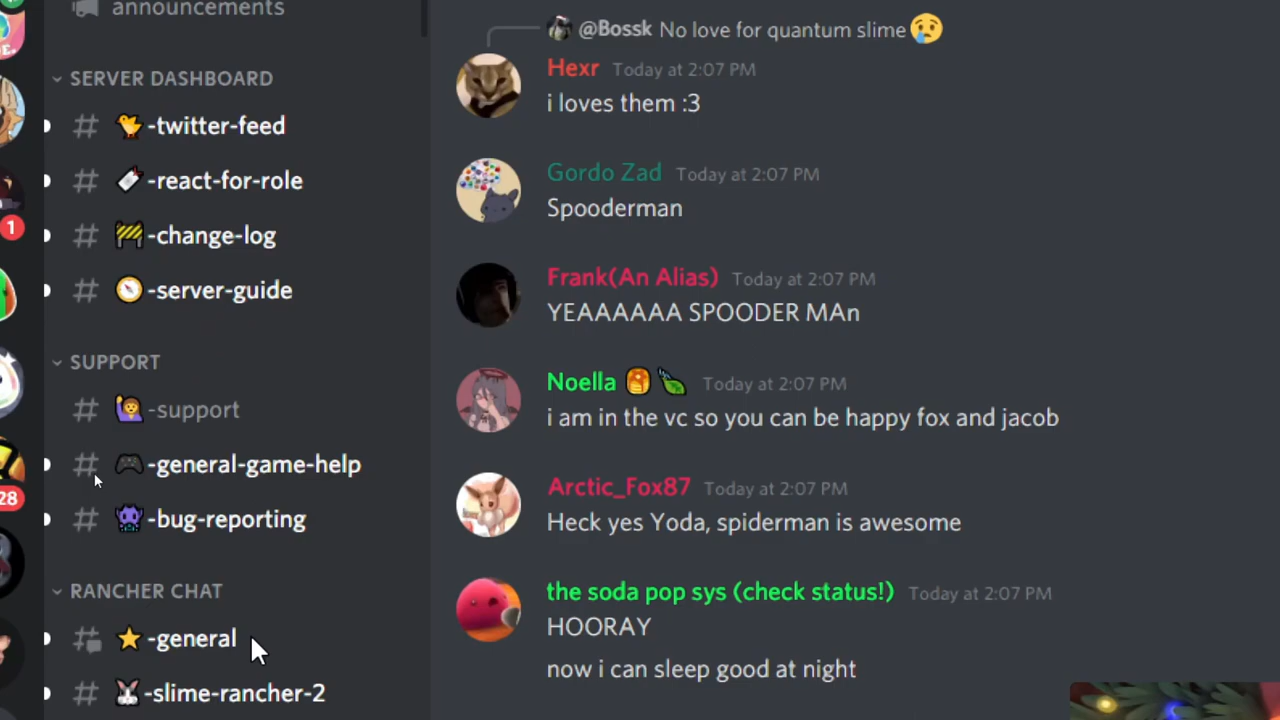 announcements
SERVER DASHBOARD
-twitter-feed
-react-for-role
-change-log
-server-guide
SUPPORT
-support
-general-game-help
-bug-reporting
RANCHER CHAT
-general
-slime-rancher-2
1
28
@Bossk No love for quantum slime😢
Hexr Today at 2:07 PM
i loves them :3
Gordo Zad Today at 2:07 PM
Spooderman
Frank(An Alias) Today at 2:07 PM
YEAAAAAA SPOODER MAn
Noella Today at 2:07 PM
i am in the vc so you can be happy fox and jacob
Arctic_Fox87 Today at 2:07 PM
Heck yes Yoda, spiderman is awesome
the soda pop sys (check status!) Today at 2:07 PM
HOORAY
now i can sleep good at night